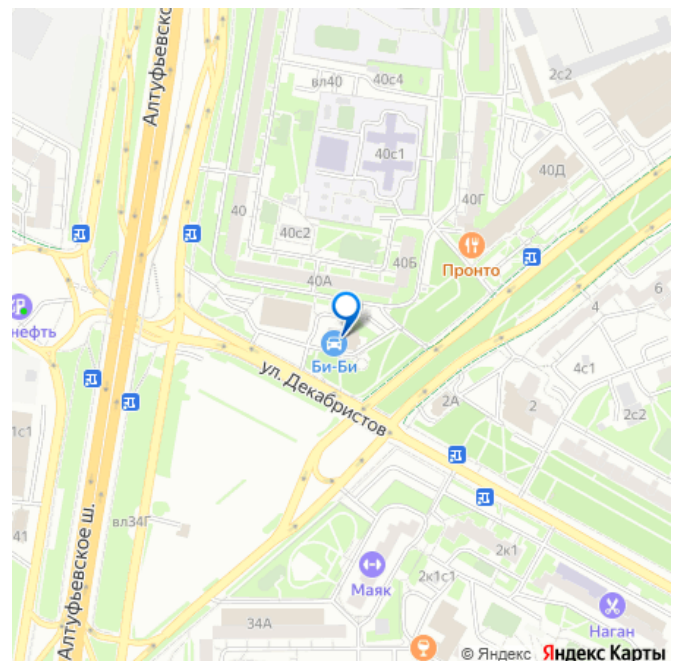 Алтуфьевско
вл40
40с4
2с2
40с1
40Д
40Г
40
40с2
40Б
40А
Пронто
6
4
нефть
Би-Би
ул. Декабристов
4с1
2А
2
2с2
1с1
Алтуфьевское ш.
вл34Г
41
2к1
Маяк
2к1с1
34А
Наган
© Яндекс Яндекс Карты